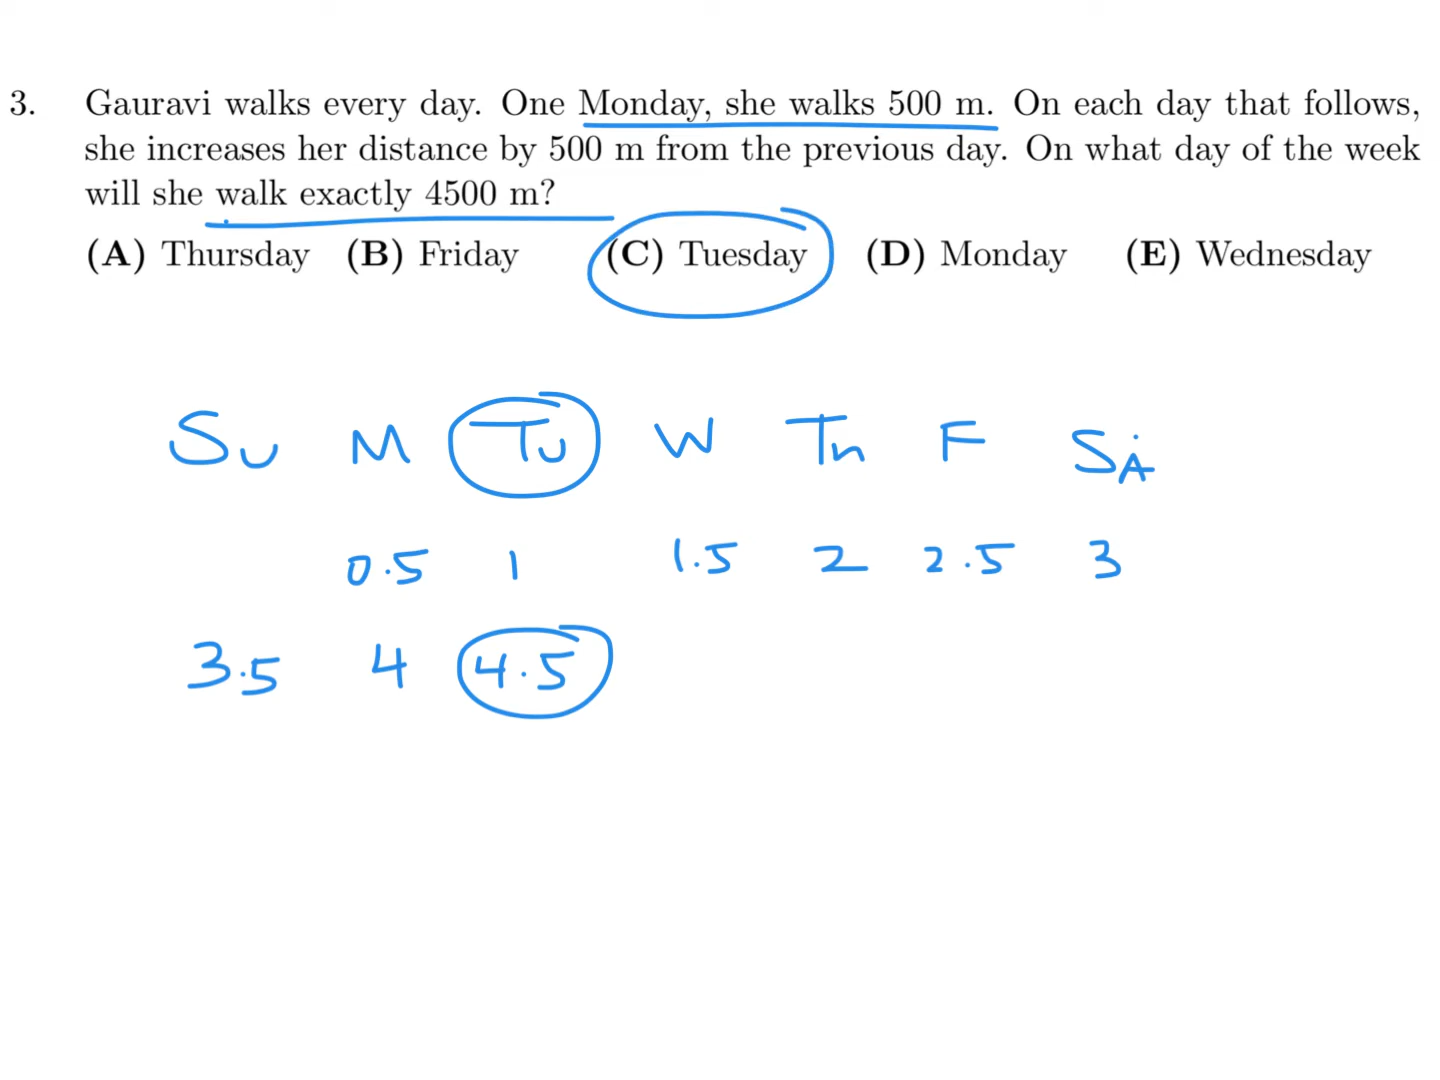 3. Gauravi walks every day. One Monday, she walks 500 m. On each day that follows,
she increases her distance by 500 m from the previous day. On what day of the week
will she walk exactly 4500 m?
(A) Thursday (B) Friday (C) Tuesday (D) Monday (E) Wednesday
Su M Tu W Th F SA
0.5 1 1.5 2 2.5 3
3.5 4 4.5